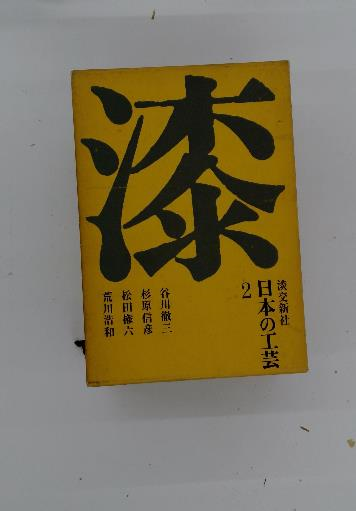 漆
淡交新社
日本の工芸
2
谷川徹三
杉原信彦
松田権六
荒川浩和